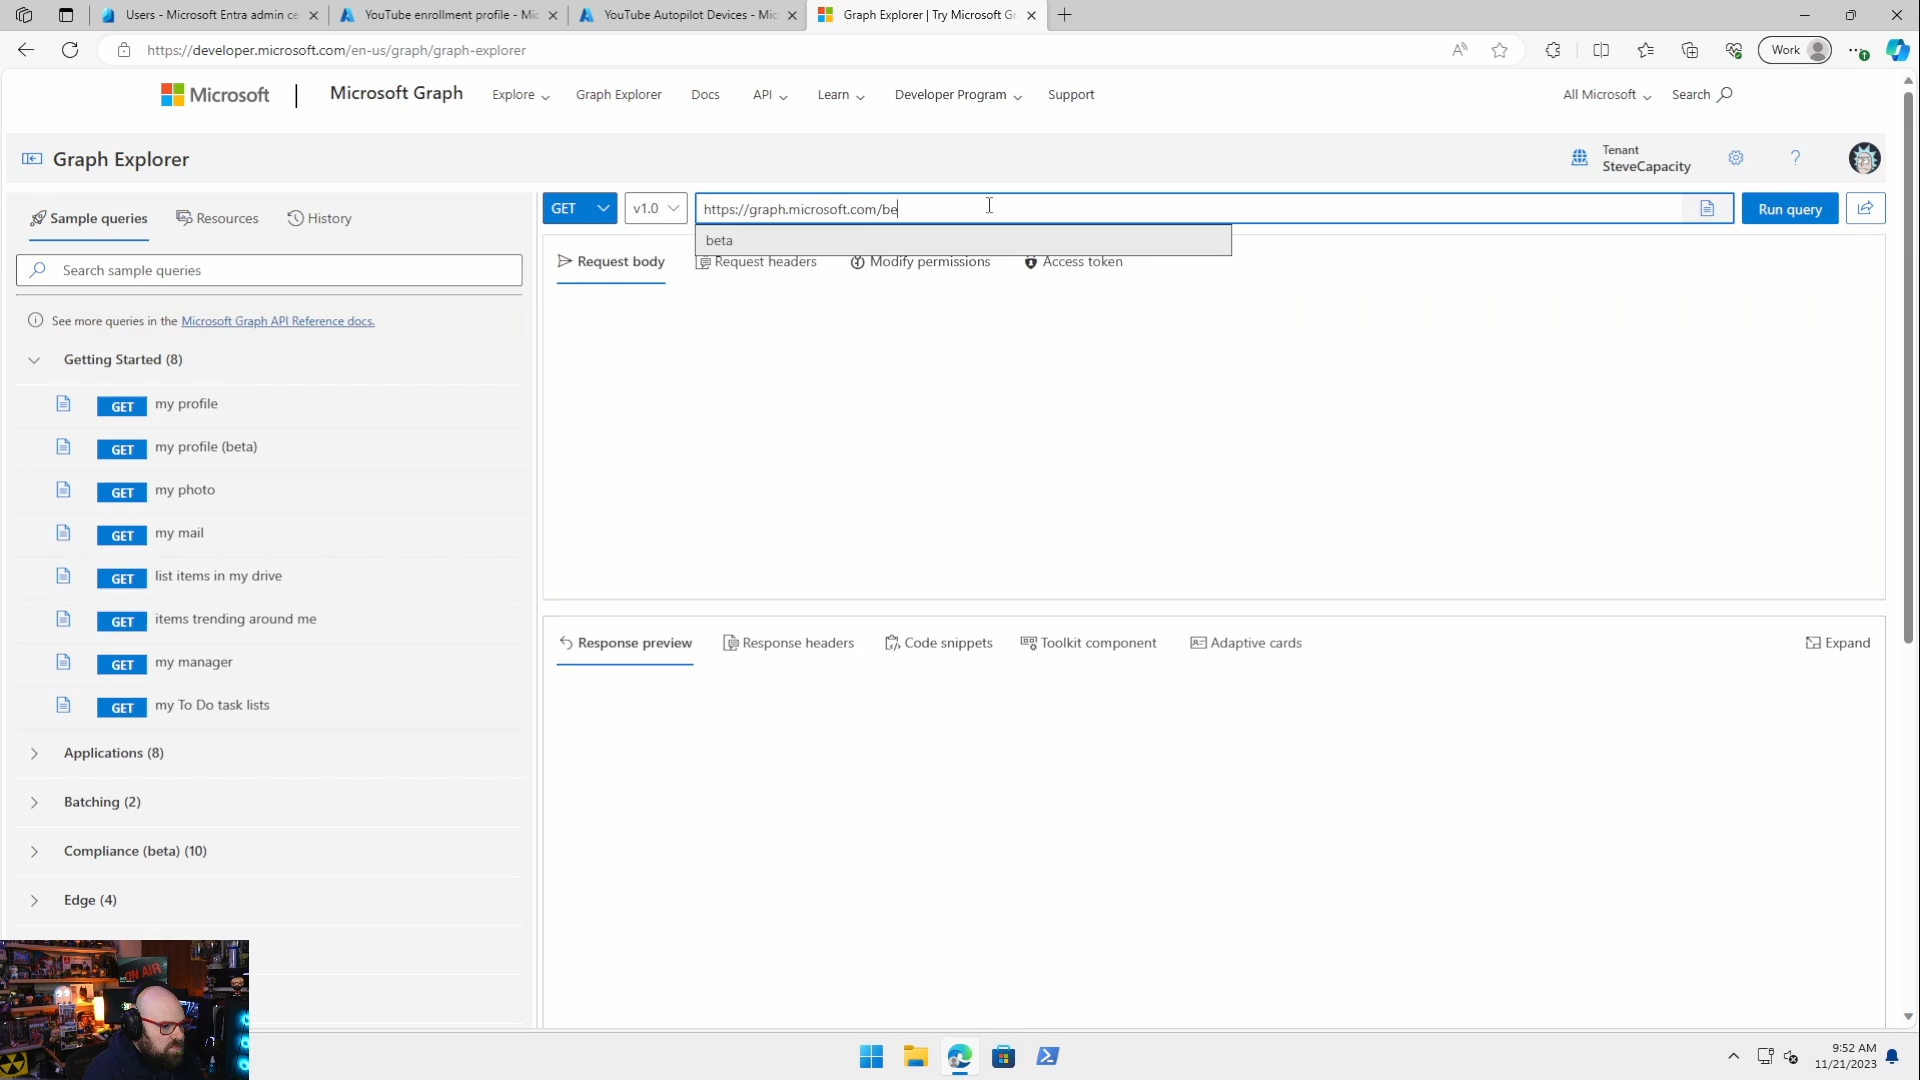 Users - Microsoft Entra admin ce
YouTube enrollment profile - Mic
YouTube Autopilot Devices - Mic
Graph Explorer | Try Microsoft Gr
https://developer.microsoft.com/en-us/graph/graph-explorer
Work
Microsoft
Microsoft Graph
Explore
Graph Explorer
Docs
API
Learn
Developer Program
Support
All Microsoft
Search
Graph Explorer
Tenant
SteveCapacity
Sample queries
Resources
History
GET
v1.0
https://graph.microsoft.com/be
Run query
beta
Request body
Request headers
Modify permissions
Access token
Search sample queries
See more queries in the Microsoft Graph API Reference docs.
Getting Started (8)
GET my profile
GET my profile (beta)
GET my photo
GET my mail
GET list items in my drive
GET items trending around me
GET my manager
GET my To Do task lists
Applications (8)
Batching (2)
Compliance (beta) (10)
Edge (4)
Response preview
Response headers
Code snippets
Toolkit component
Adaptive cards
Expand
ON AIR
9:52 AM
11/21/2023